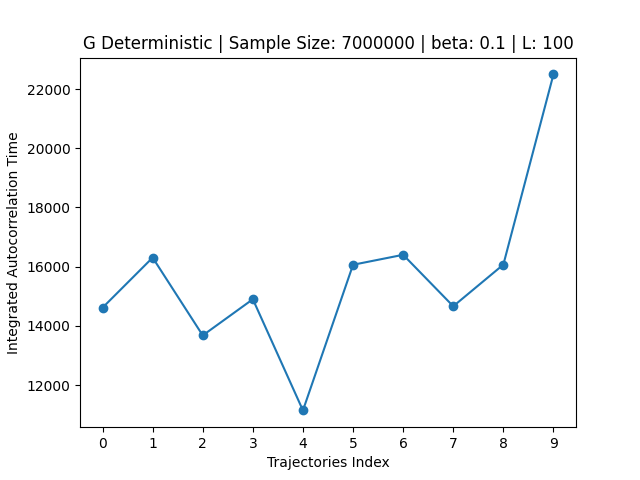 G Deterministic | Sample Size: 7000000 | beta: 0.1 | L: 100
Integrated Autocorrelation Time
22000
20000
18000
16000
14000
12000
0 1 2 3 4 5 6 7 8 9
Trajectories Index